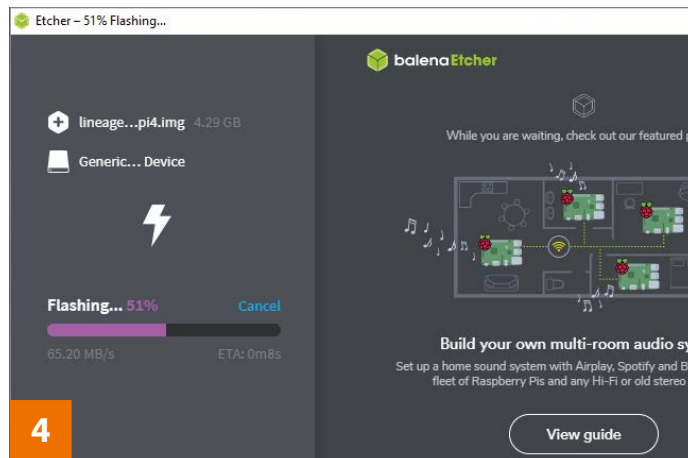 Etcher – 51% Flashing...
balenaEtcher
lineage...pi4.img 4.29 GB
Generic... Device
While you are waiting, check out our featured
Flashing... 51% Cancel
65.20 MB/s ETA: 0m8s
Build your own multi-room audio
Set up a home sound system with Airplay, Spotify and
fleet of Raspberry Pis and any Hi-Fi or old stereo
View guide
4